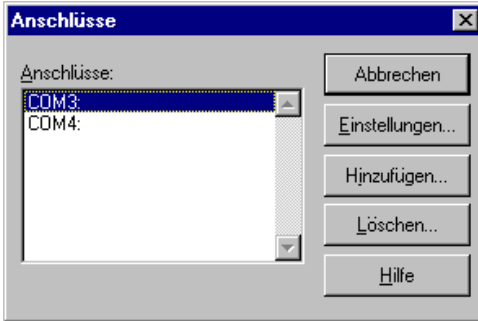 Anschlüsse
Anschlüsse:
COM3:
COM4:
Abbrechen
Einstellungen...
Hinzufügen...
Löschen...
Hilfe